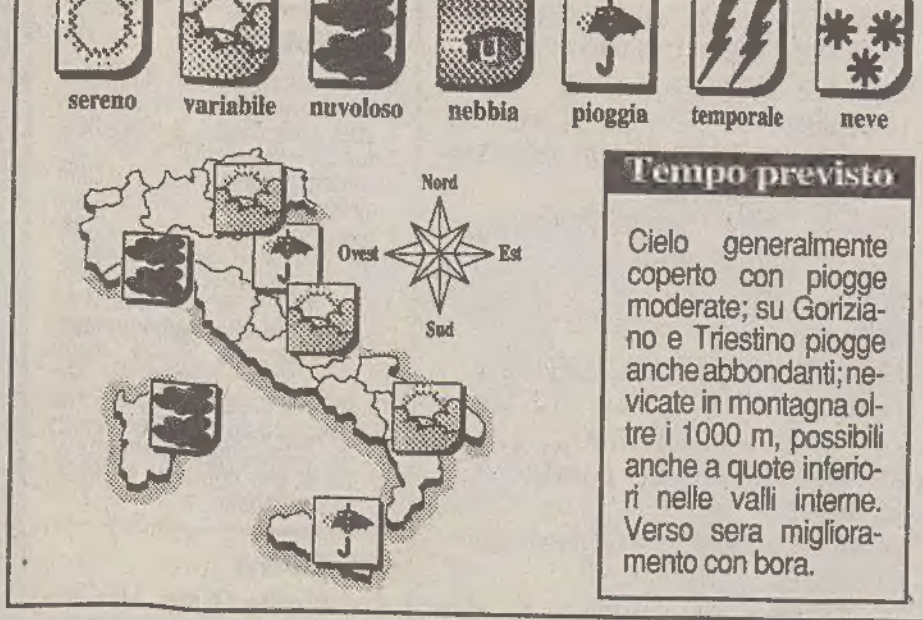 sereno variabile nuvoloso nebbia pioggia temporale neve
Nord
Ovest Est
Sud
Tempo previsto
Cielo generalmente
coperto con piogge
moderate; su Gorizia-
no e Triestino piogge
anche abbondanti; ne-
vicate in montagna ol-
tre i 1000 m, possibili
anche a quote inferio-
ri nelle valli interne.
Verso sera migliora-
mento con bora.